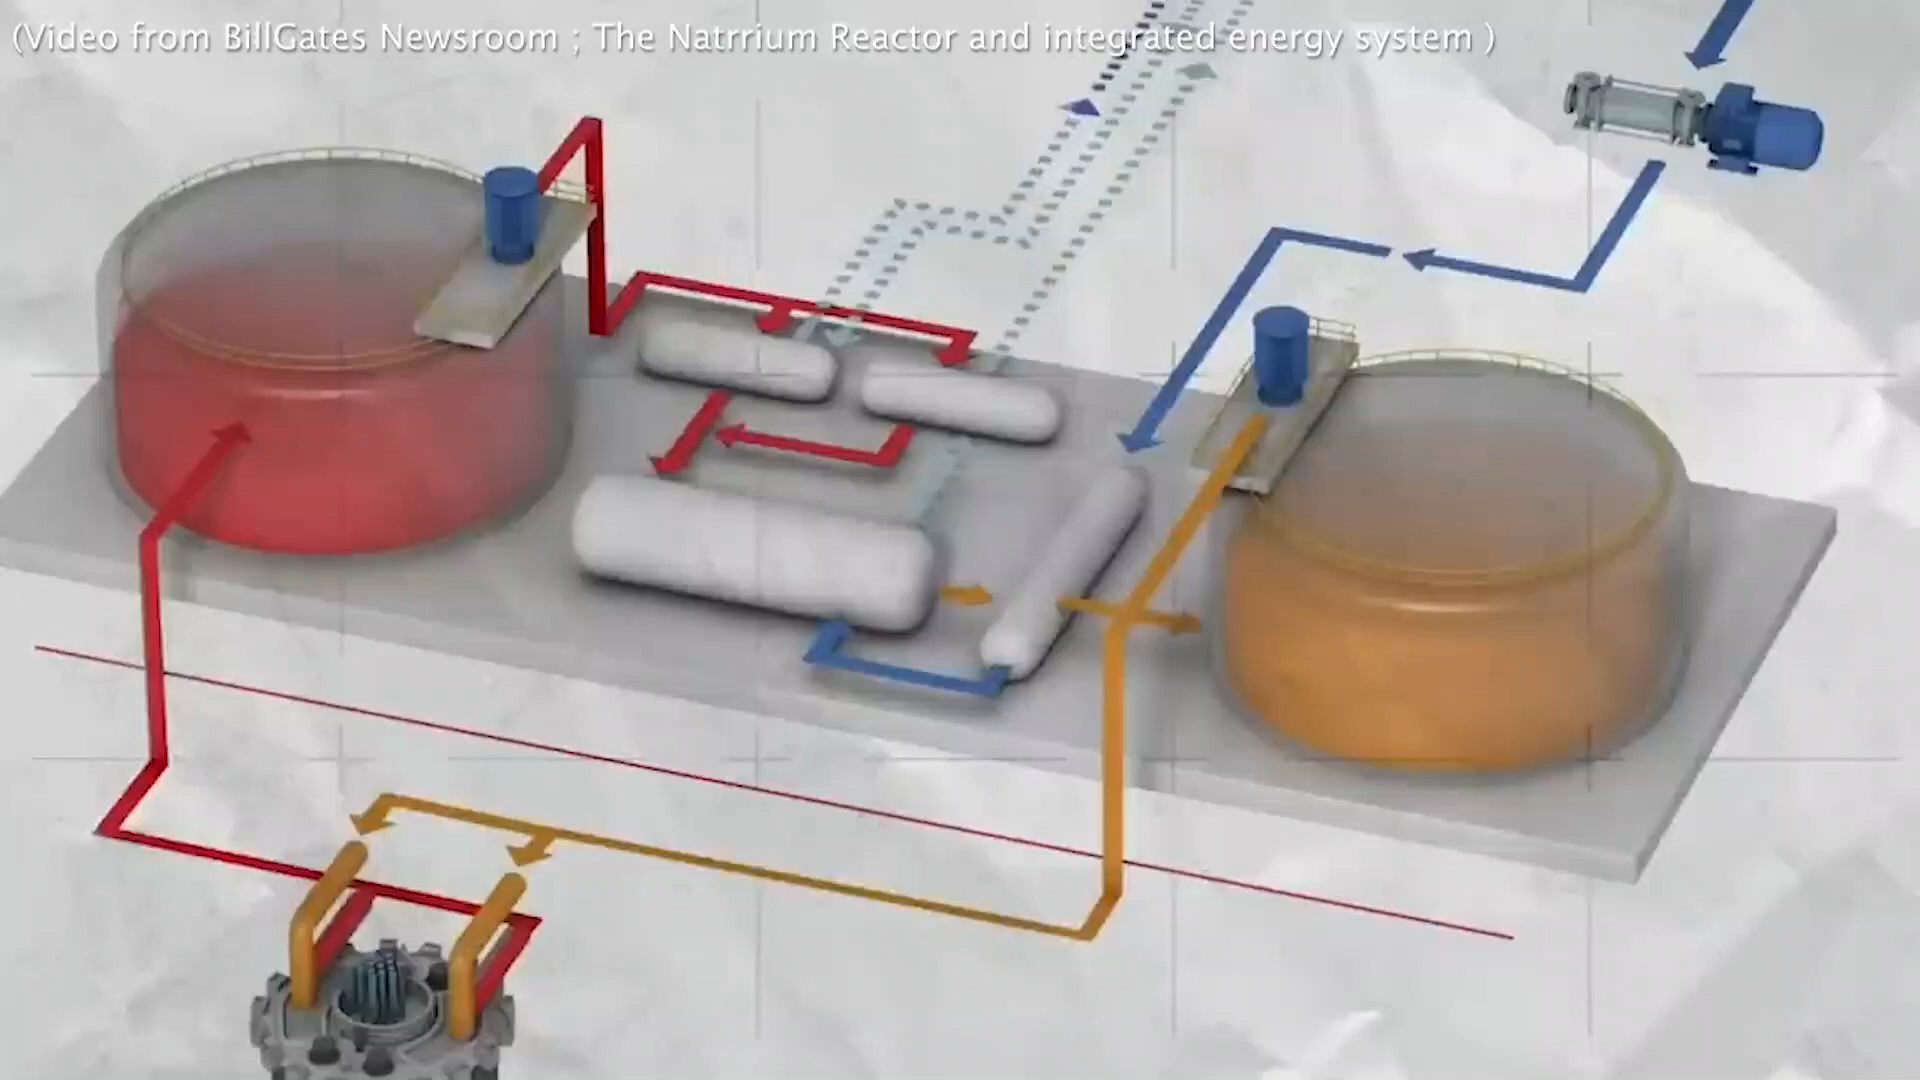 (Video from BillGates Newsroom ; The Natrrium Reactor and integrated energy system )